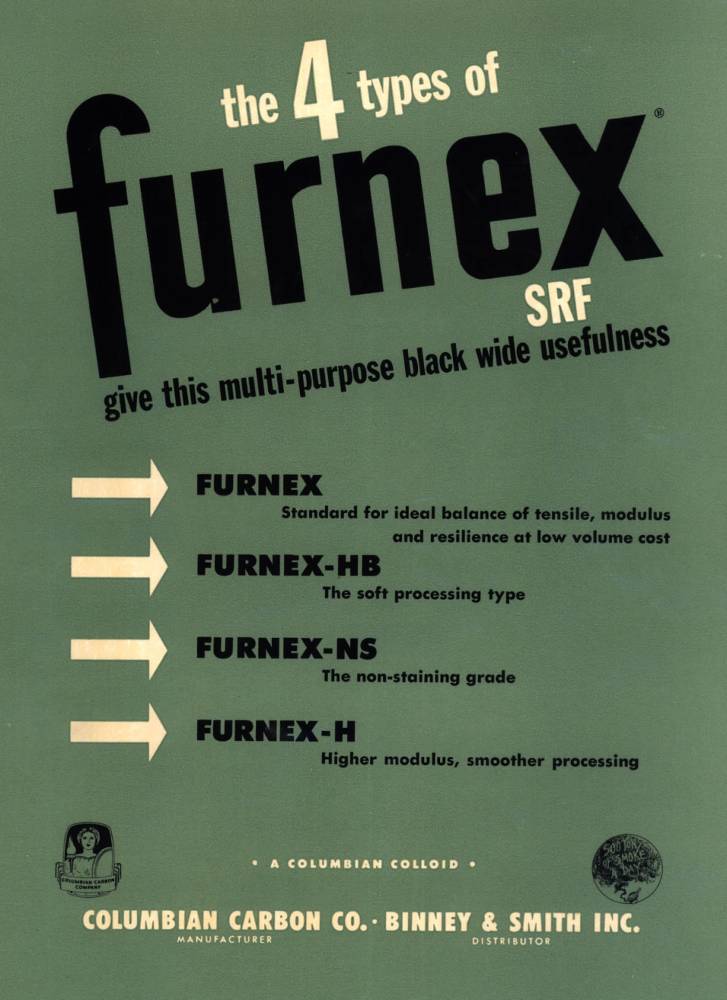 the 4 types of
furnex®
SRF
give this multi-purpose black wide usefulness
FURNEX
Standard for ideal balance of tensile, modulus
and resilience at low volume cost
FURNEX-HB
The soft processing type
FURNEX-NS
The non-staining grade
FURNEX-H
Higher modulus, smoother processing
COLUMBIAN CARBON
COMPANY
• A COLUMBIAN COLLOID •
500 TONS
OF SMOKE
A DAY
COLUMBIAN CARBON CO. · BINNEY & SMITH INC.
MANUFACTURER DISTRIBUTOR